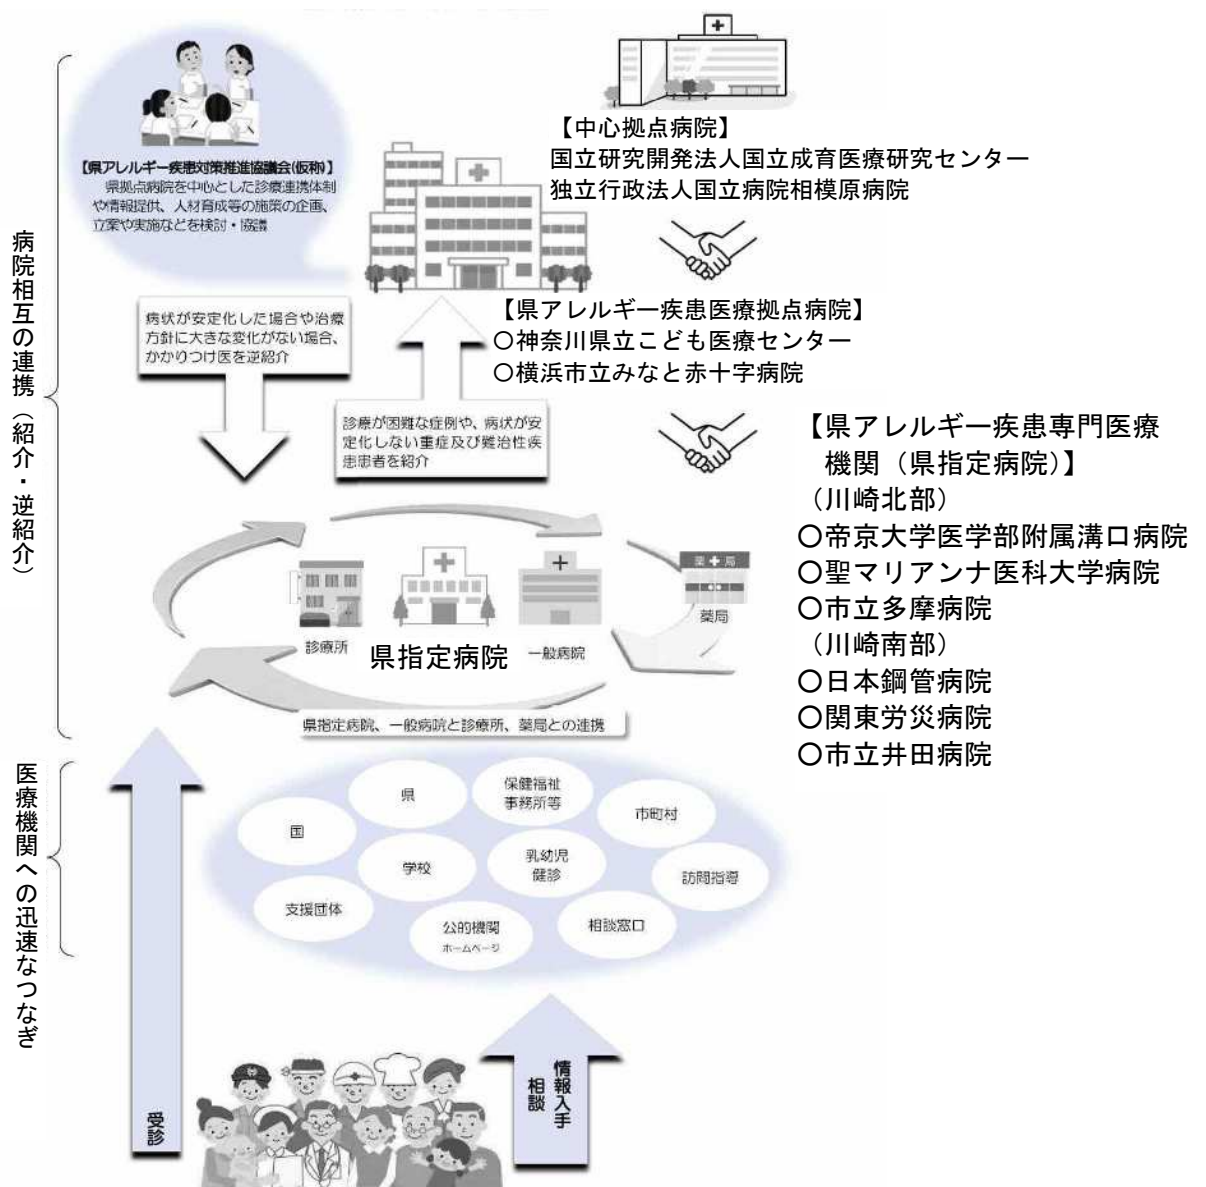 【県アレルギー疾患対策推進協議会(仮称)】
県拠点病院を中心とした診療連携体制
や情報提供、人材育成等の施策の企画、
立案や実施などを検討・協議
【中心拠点病院】
国立研究開発法人国立成育医療研究センター
独立行政法人国立病院相模原病院
【県アレルギー疾患医療拠点病院】
〇神奈川県立こども医療センター
〇横浜市立みなと赤十字病院
病院相互の連携（紹介・逆紹介）
病状が安定化した場合や治療
方針に大きな変化がない場合、
かかりつけ医を逆紹介
診療が困難な症例や、病状が安
定化しない重症及び難治性疾
患患者を紹介
【県アレルギー疾患専門医療
機関（県指定病院）】
（川崎北部）
〇帝京大学医学部附属溝口病院
〇聖マリアンナ医科大学病院
〇市立多摩病院
（川崎南部）
〇日本鋼管病院
〇関東労災病院
〇市立井田病院
診療所
県指定病院
一般病院
薬局
薬局
県指定病院、一般病院と診療所、薬局との連携
医療機関への迅速なつなぎ
国
県
保健福祉
事務所等
市町村
学校
乳幼児
健診
訪問指導
支援団体
公的機関
ホームページ
相談窓口
受診
情報入手
相談